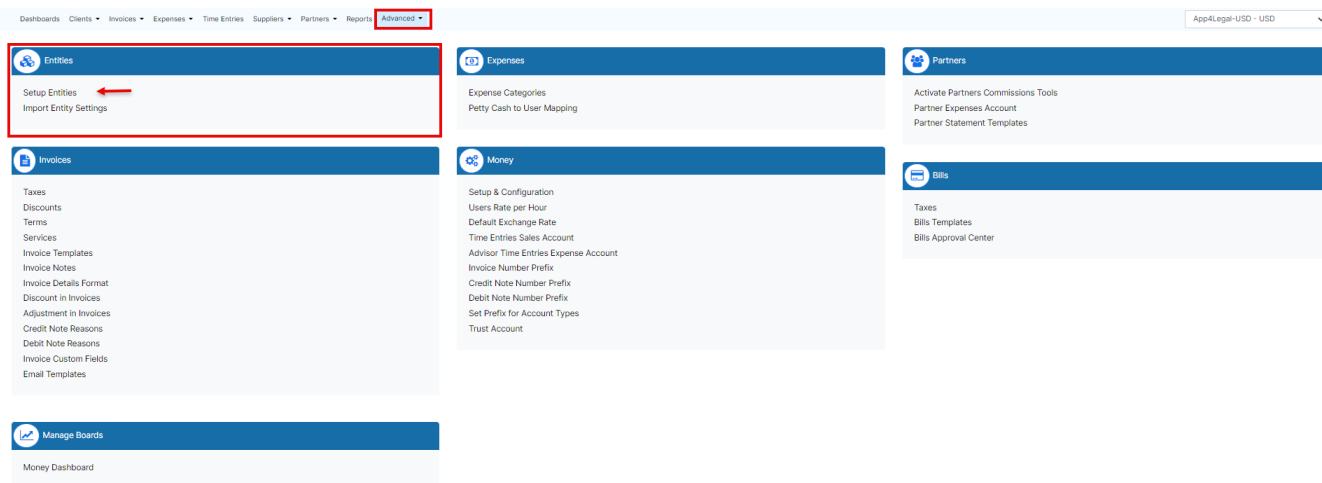 Dashboards Clients Invoices Expenses Time Entries Suppliers Partners Reports Advanced
App4Legal-USD - USD
Entities
Setup Entities
Import Entity Settings
Expenses
Expense Categories
Petty Cash to User Mapping
Partners
Activate Partners Commissions Tools
Partner Expenses Account
Partner Statement Templates
Invoices
Taxes
Discounts
Terms
Services
Invoice Templates
Invoice Notes
Invoice Details Format
Discount in Invoices
Adjustment in Invoices
Credit Note Reasons
Debit Note Reasons
Invoice Custom Fields
Email Templates
Money
Setup & Configuration
Users Rate per Hour
Default Exchange Rate
Time Entries Sales Account
Advisor Time Entries Expense Account
Invoice Number Prefix
Credit Note Number Prefix
Debit Note Number Prefix
Set Prefix for Account Types
Trust Account
Bills
Taxes
Bills Templates
Bills Approval Center
Manage Boards
Money Dashboard